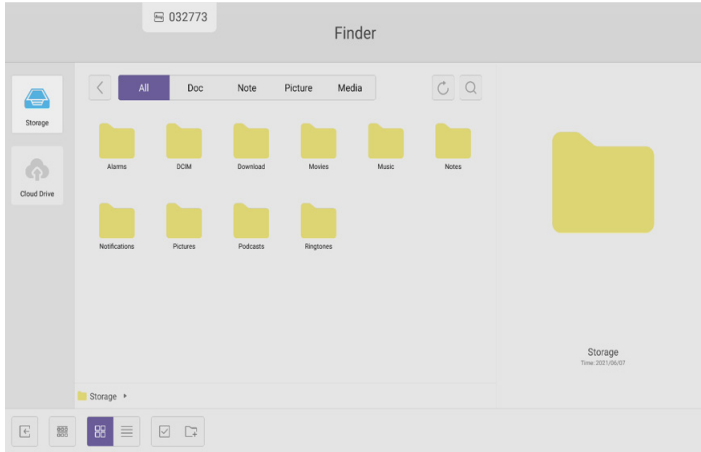 032773
Finder
All Doc Note Picture Media
Storage
Cloud Drive
Alarms DCIM Download Movies Music Notes
Notifications Pictures Podcasts Ringtones
Storage
Time: 2021/06/07
Storage